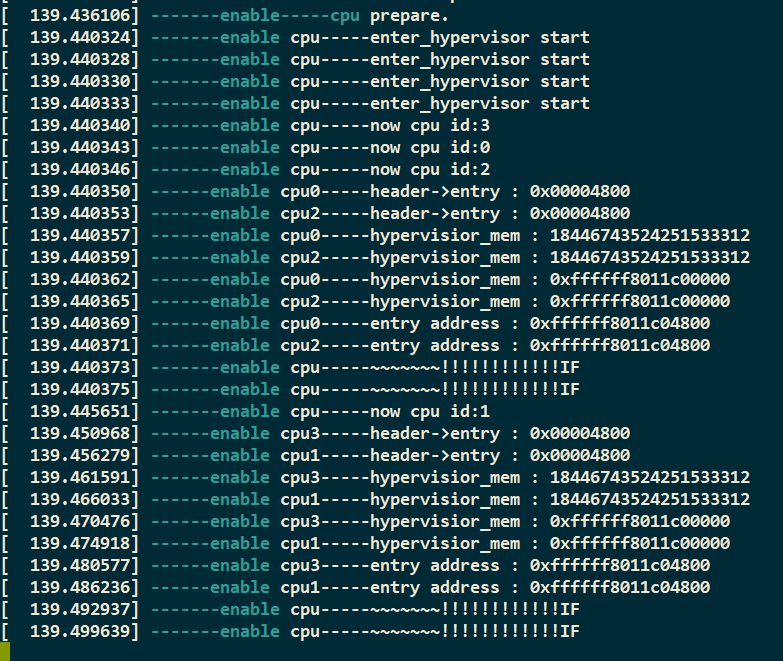 [  139.436106] -------enable-----cpu prepare.
[  139.440324] -------enable cpu-----enter_hypervisor start
[  139.440328] -------enable cpu-----enter_hypervisor start
[  139.440330] -------enable cpu-----enter_hypervisor start
[  139.440333] -------enable cpu-----enter_hypervisor start
[  139.440340] -------enable cpu-----now cpu id:3
[  139.440343] -------enable cpu-----now cpu id:0
[  139.440346] -------enable cpu-----now cpu id:2
[  139.440350] ------enable cpu0-----header->entry : 0x00004800
[  139.440353] ------enable cpu2-----header->entry : 0x00004800
[  139.440357] ------enable cpu0-----hypervisior_mem : 18446743524251533312
[  139.440359] ------enable cpu2-----hypervisior_mem : 18446743524251533312
[  139.440362] ------enable cpu0-----hypervisior_mem : 0xffffff8011c00000
[  139.440365] ------enable cpu2-----hypervisior_mem : 0xffffff8011c00000
[  139.440369] ------enable cpu0-----entry address : 0xffffff8011c04800
[  139.440371] ------enable cpu2-----entry address : 0xffffff8011c04800
[  139.440373] -------enable cpu-----~~~~~~~!!!!!!!!!!!!IF
[  139.440375] -------enable cpu-----~~~~~~~!!!!!!!!!!!!IF
[  139.445651] -------enable cpu-----now cpu id:1
[  139.450968] ------enable cpu3-----header->entry : 0x00004800
[  139.456279] ------enable cpu1-----header->entry : 0x00004800
[  139.461591] ------enable cpu3-----hypervisior_mem : 18446743524251533312
[  139.466033] ------enable cpu1-----hypervisior_mem : 18446743524251533312
[  139.470476] ------enable cpu3-----hypervisior_mem : 0xffffff8011c00000
[  139.474918] ------enable cpu1-----hypervisior_mem : 0xffffff8011c00000
[  139.480577] ------enable cpu3-----entry address : 0xffffff8011c04800
[  139.486236] ------enable cpu1-----entry address : 0xffffff8011c04800
[  139.492937] -------enable cpu-----~~~~~~~!!!!!!!!!!!!IF
[  139.499639] -------enable cpu-----~~~~~~~!!!!!!!!!!!!IF